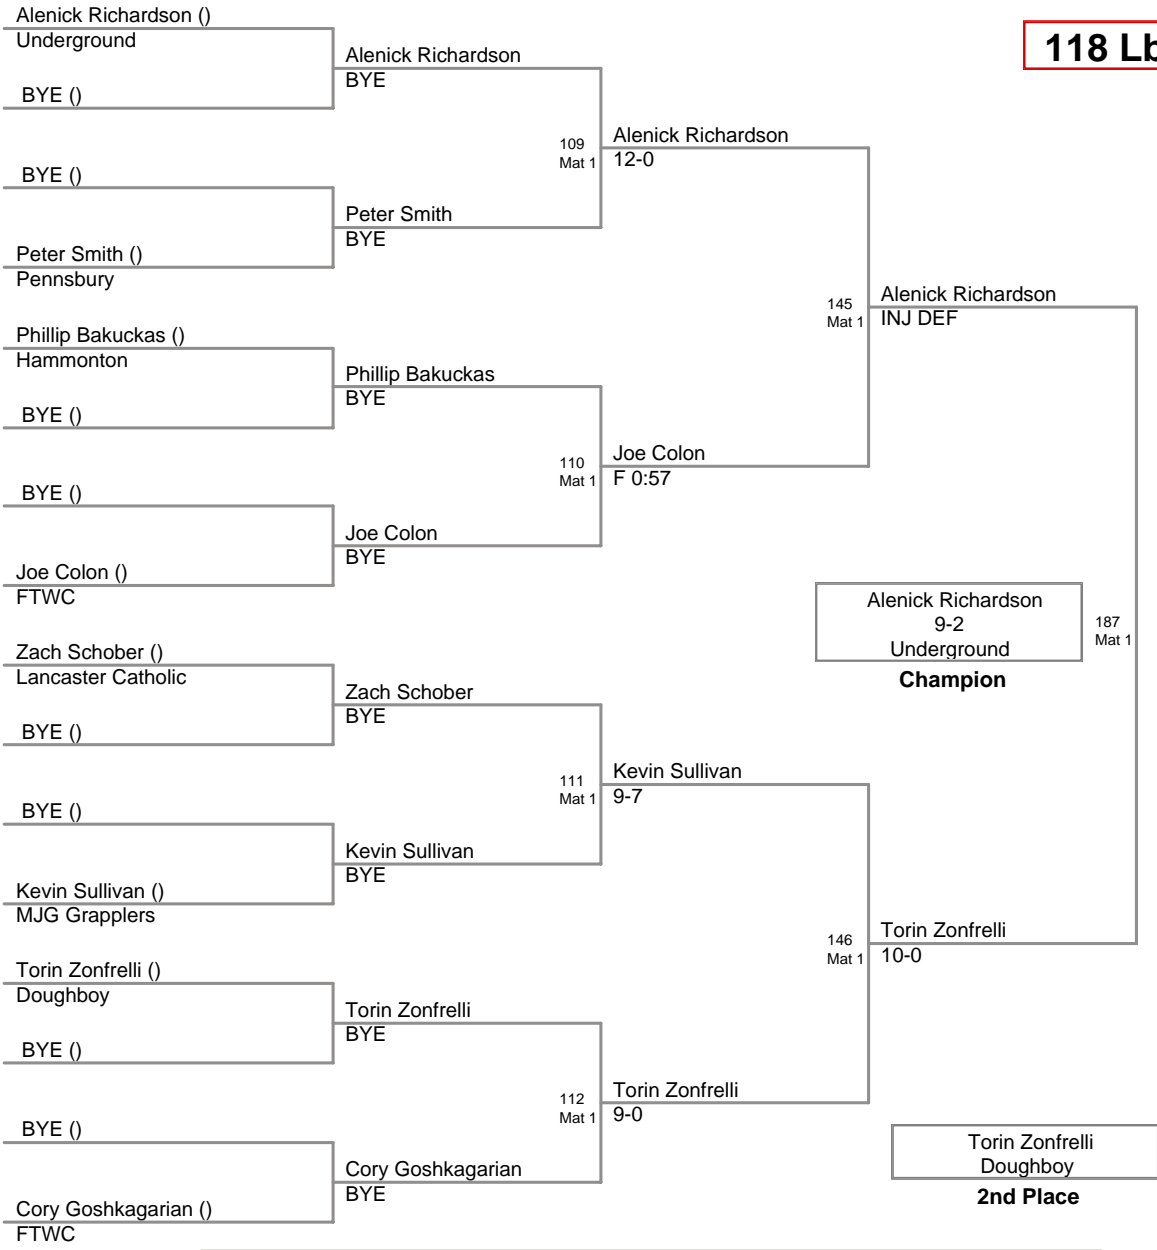 Alenick Richardson ()
Underground
BYE ()
BYE ()
Peter Smith ()
Pennsbury
Phillip Bakuckas ()
Hammonton
BYE ()
BYE ()
Joe Colon ()
FTWC
Zach Schober ()
Lancaster Catholic
BYE ()
BYE ()
Kevin Sullivan ()
MJG Grapplers
Torin Zonfrelli ()
Doughboy
BYE ()
BYE ()
Cory Goshkagarian ()
FTWC
Alenick Richardson
BYE
Peter Smith
BYE
Phillip Bakuckas
BYE
Joe Colon
BYE
Zach Schober
BYE
Kevin Sullivan
BYE
Torin Zonfrelli
BYE
Cory Goshkagarian
BYE
109
Mat 1
Alenick Richardson
12-0
110
Mat 1
Joe Colon
F 0:57
111
Mat 1
Kevin Sullivan
9-7
112
Mat 1
Torin Zonfrelli
9-0
145
Mat 1
Alenick Richardson
INJ DEF
146
Mat 1
Torin Zonfrelli
10-0
118 Lb
187
Mat 1
Alenick Richardson
9-2
Underground
Champion
Torin Zonfrelli
Doughboy
2nd Place